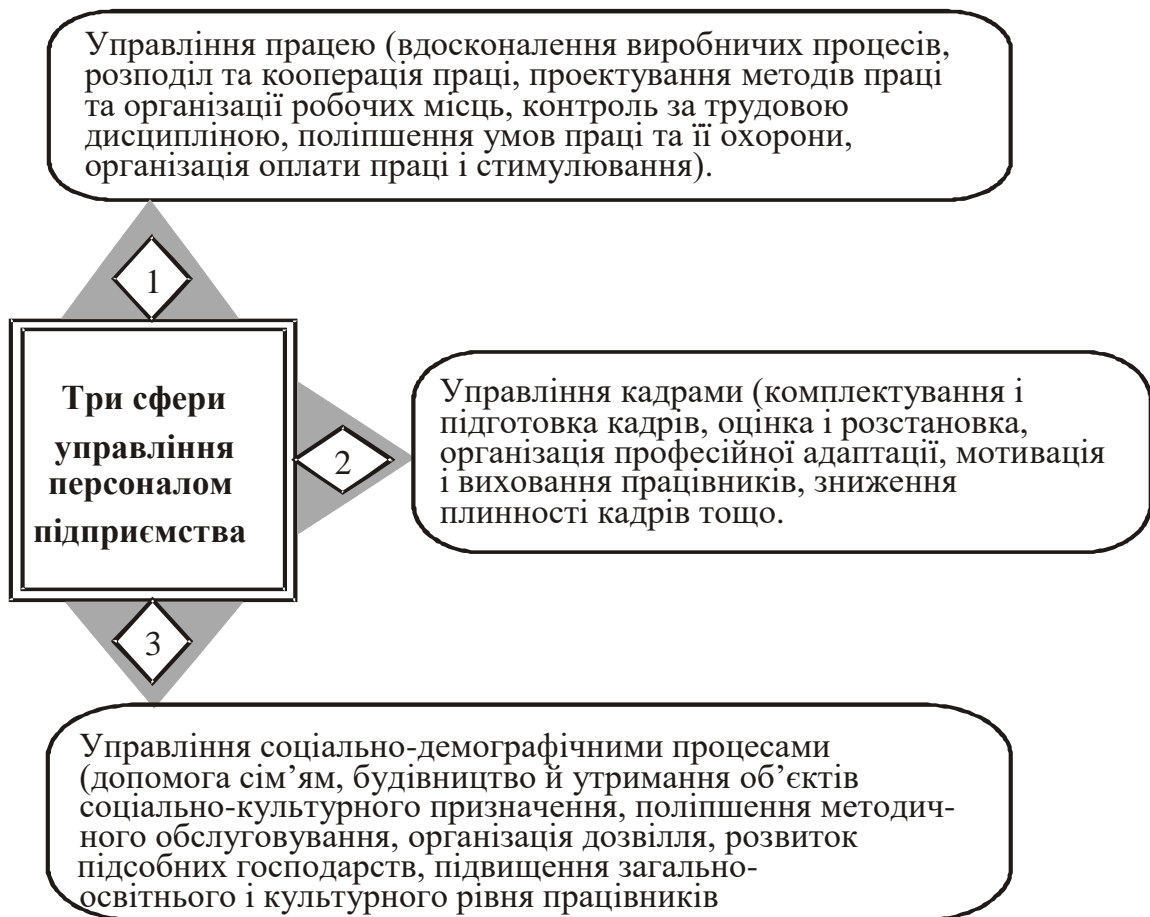 Управління працею (вдосконалення виробничих процесів,
розподіл та кооперація праці, проектування методів праці
та організації робочих місць, контроль за трудовою
дисципліною, поліпшення умов праці та її охорони,
організація оплати праці і стимулювання).
1
Три сфери
управління
персоналом
підприємства
2
Управління кадрами (комплектування і
підготовка кадрів, оцінка і розстановка,
організація професійної адаптації, мотивація
і виховання працівників, зниження
плинності кадрів тощо.
3
Управління соціально-демографічними процесами
(допомога сім’ям, будівництво й утримання об’єктів
соціально-культурного призначення, поліпшення методич-
ного обслуговування, організація дозвілля, розвиток
підсобних господарств, підвищення загально-
освітнього і культурного рівня працівників